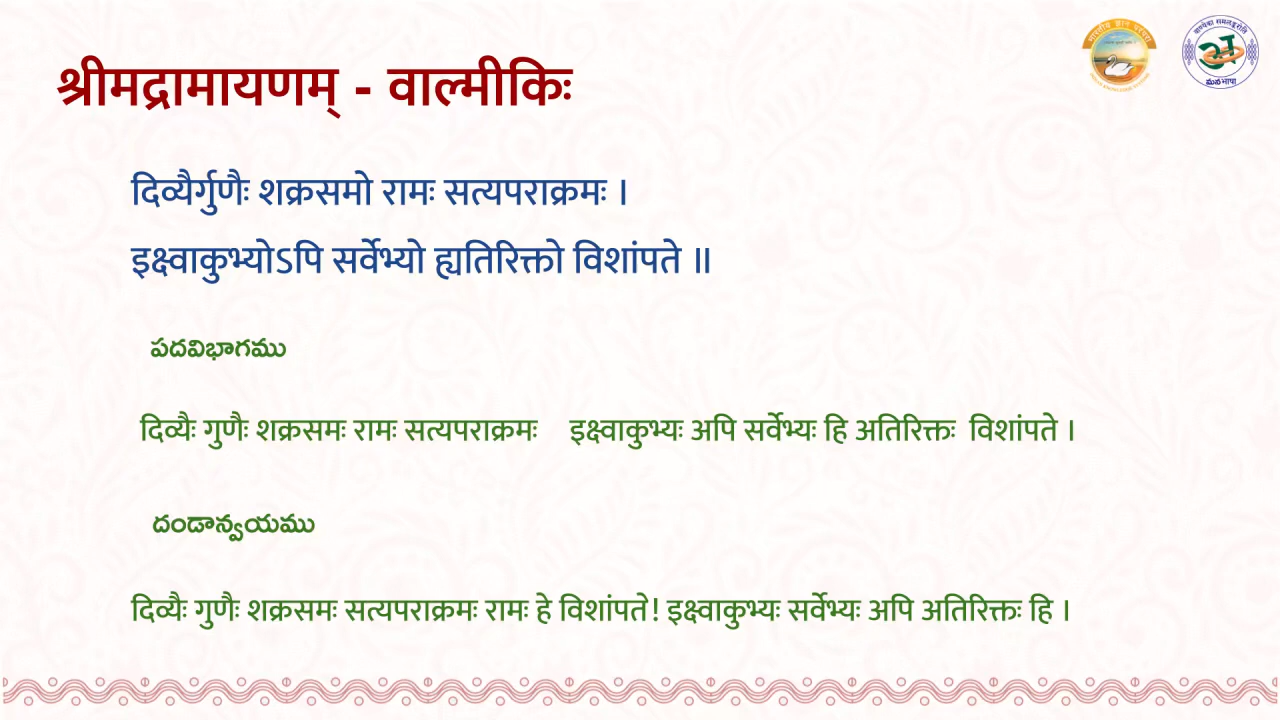 श्रीमद्रामायणम् - वाल्मीकिः
दिव्यैर्गुणैः शक्रसमो रामः सत्यपराक्रमः ।
इक्ष्वाकुभ्योऽपि सर्वेभ्यो ह्यतिरिक्तो विशांपते ॥
పదవిభాగము
दिव्यैः गुणैः शक्रसमः रामः सत्यपराक्रमः इक्ष्वाकुभ्यः अपि सर्वेभ्यः हि अतिरिक्तः विशांपते ।
దండాన్వయము
दिव्यैः गुणैः शक्रसमः सत्यपराक्रमः रामः हे विशांपते! इक्ष्वाकुभ्यः सर्वेभ्यः अपि अतिरिक्तः हि ।